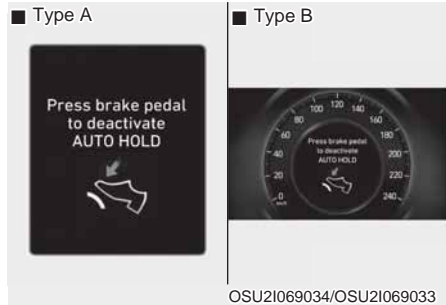 ■ Type A
Press brake pedal
to deactivate
AUTO HOLD
■ Type B
0
20
40
60
80
100
120
140
160
180
200
220
240
Press brake pedal
to deactivate
AUTO HOLD
OSU2I069034/OSU2I069033